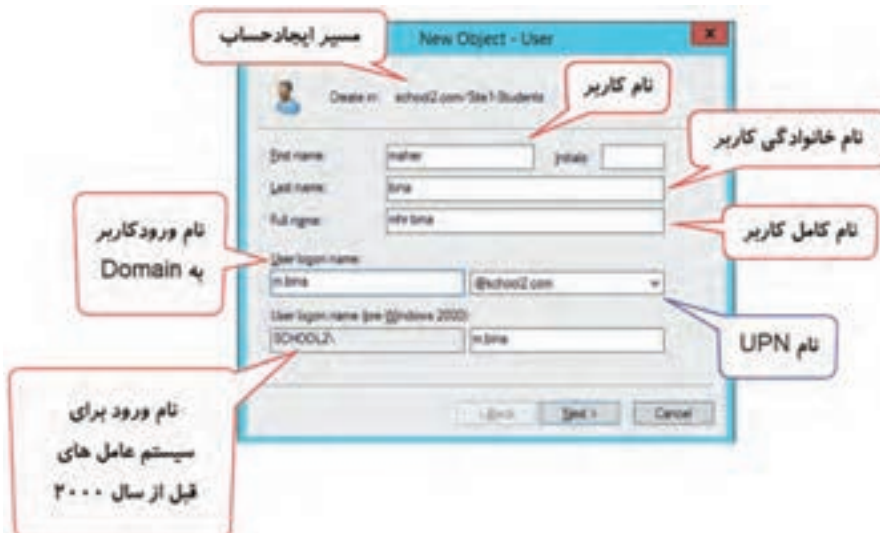 مسیر ایجادحساب
New Object - User
x
Create in: school2.com/Site1-Students
نام کاربر
نام خانوادگی کاربر
First name: maher Initials:
Last name: bina
Full name: mhr bina
نام کامل کاربر
نام ورودکاربر
به Domain
User logon name:
m.bina @school2.com
User logon name (pre-Windows 2000):
SCHOOL2\ m.bina
نام UPN
نام ورود برای
سیستم عامل های
قبل از سال ۲۰۰۰
< Back Next > Cancel